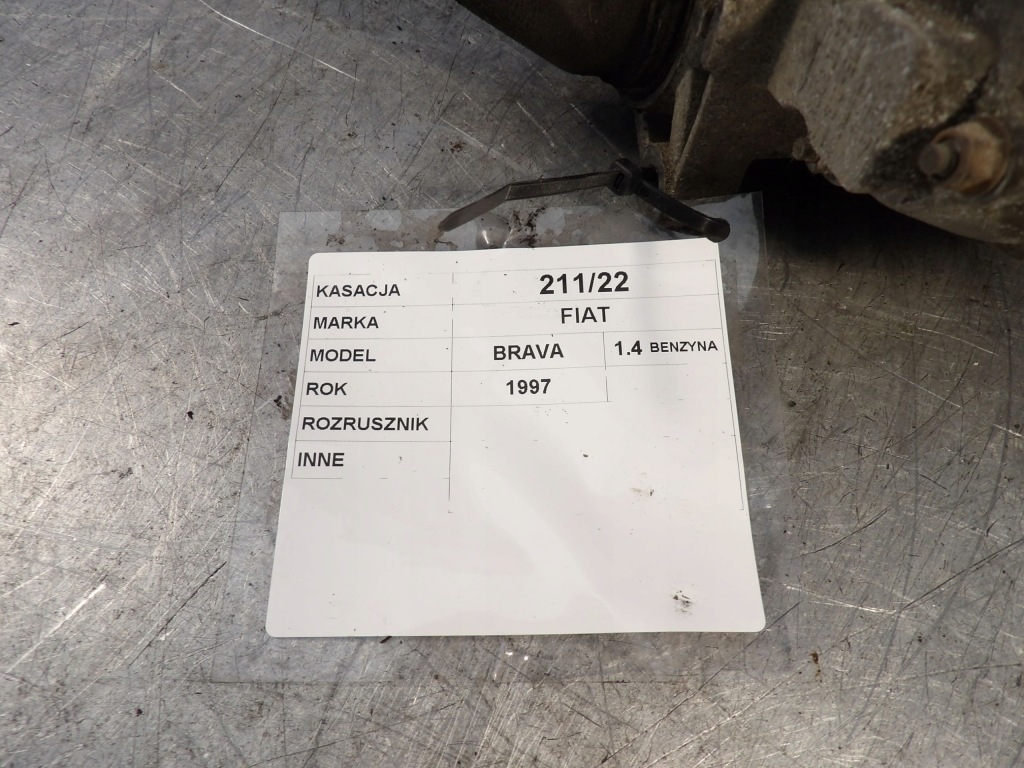 KASACJA 211/22
MARKA FIAT
MODEL BRAVA 1.4 BENZYNA
ROK 1997
ROZRUSZNIK
INNE